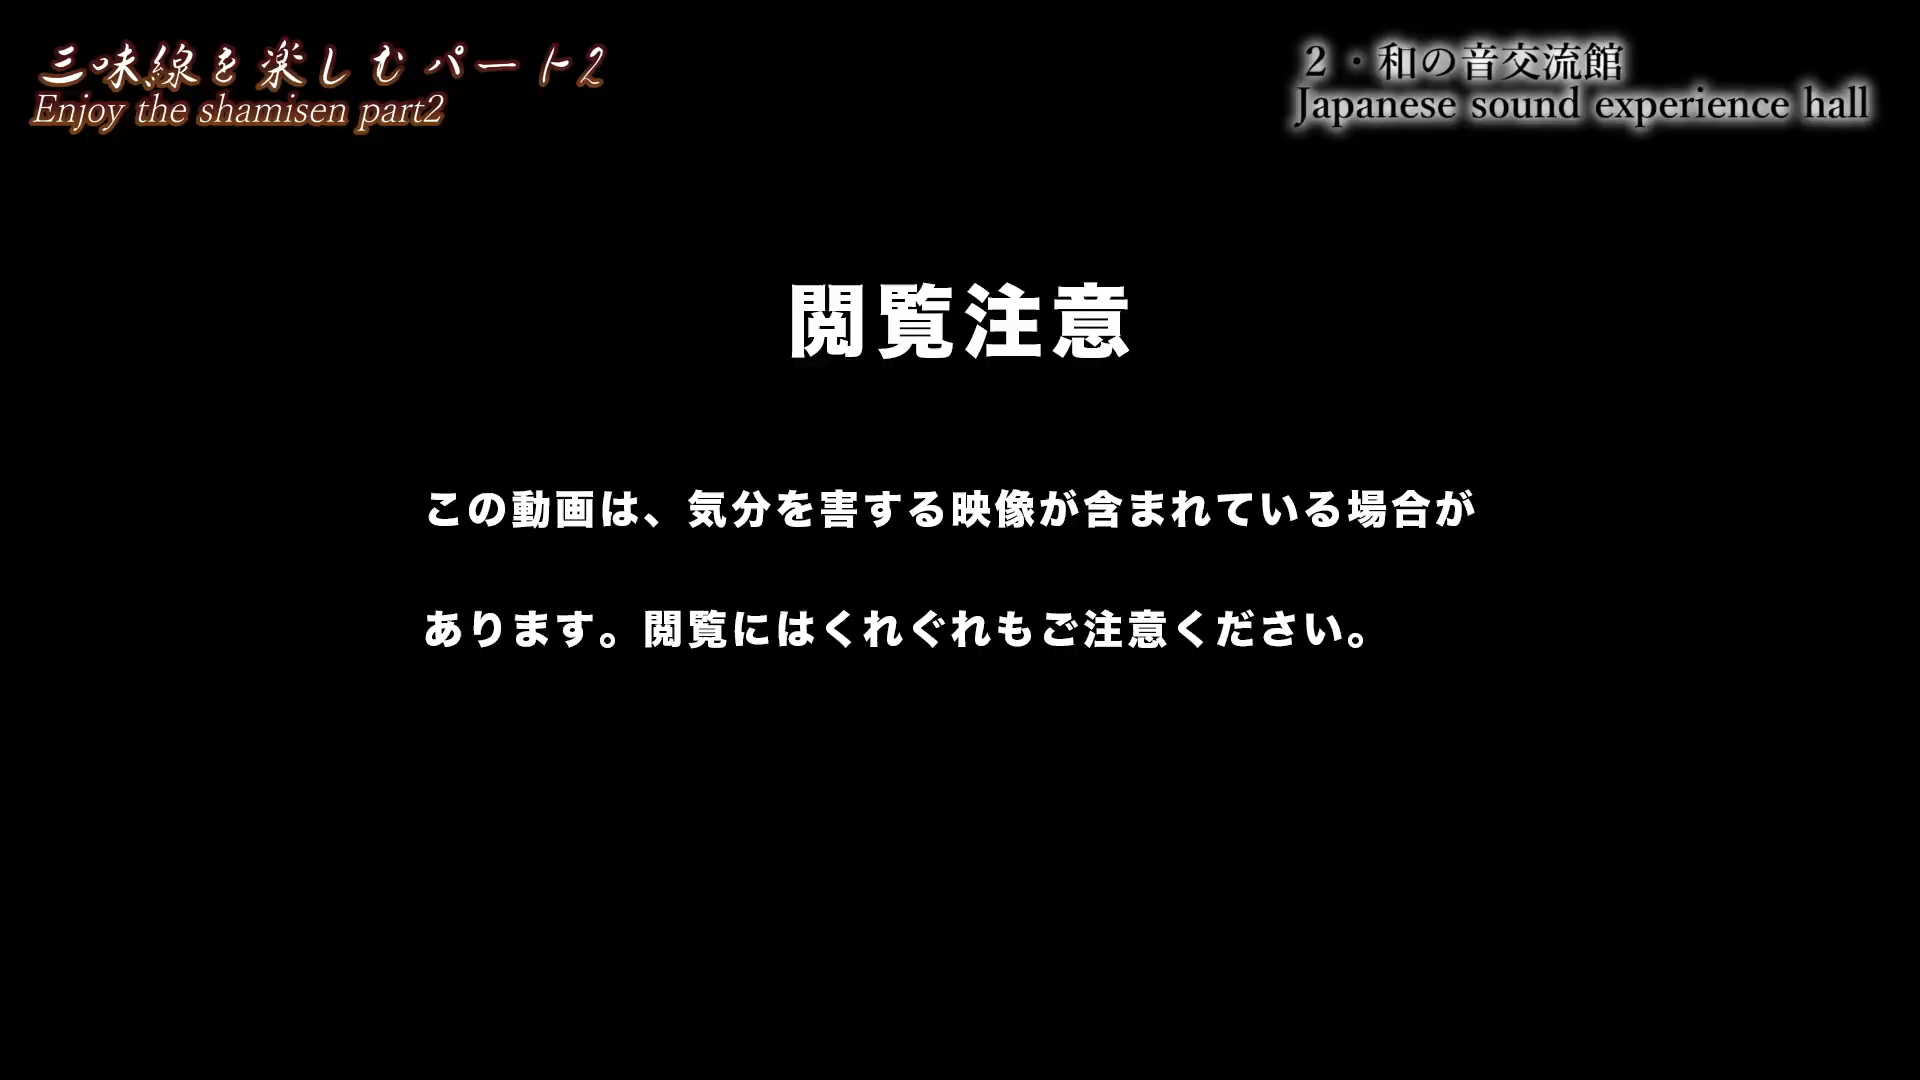 三味線を楽しむパート2
Enjoy the shamisen part2
２・和の音交流館
Japanese sound experience hall
閲覧注意
この動画は、気分を害する映像が含まれている場合が
あります。閲覧にはくれぐれもご注意ください。